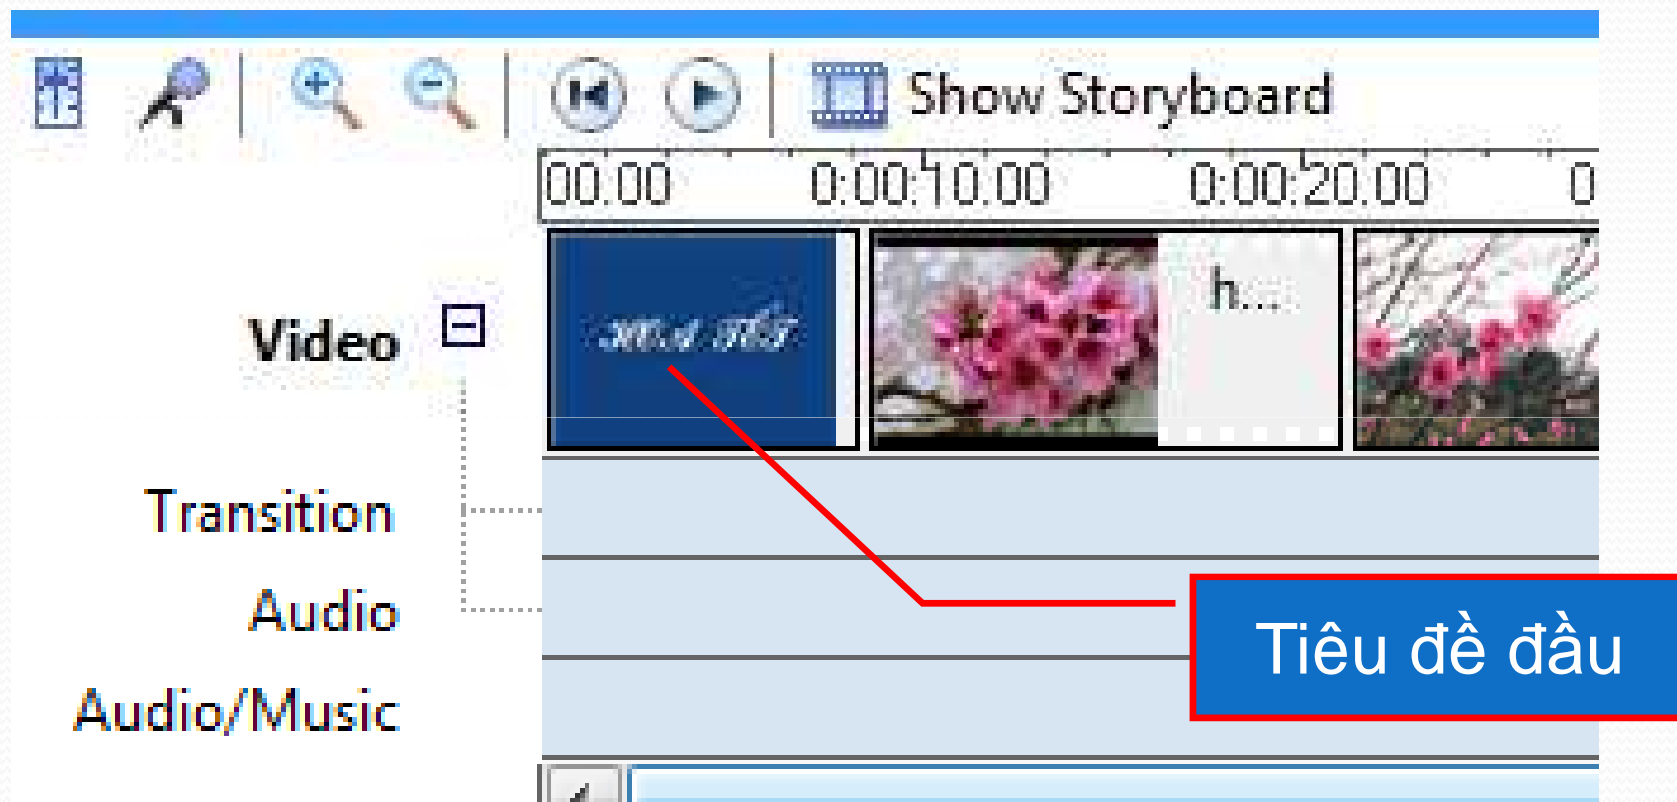 Show Storyboard
00.00 0:00:10.00 0:00:20.00 0
h...
Video
Transition
Audio
Tiêu đề đầu
Audio/Music